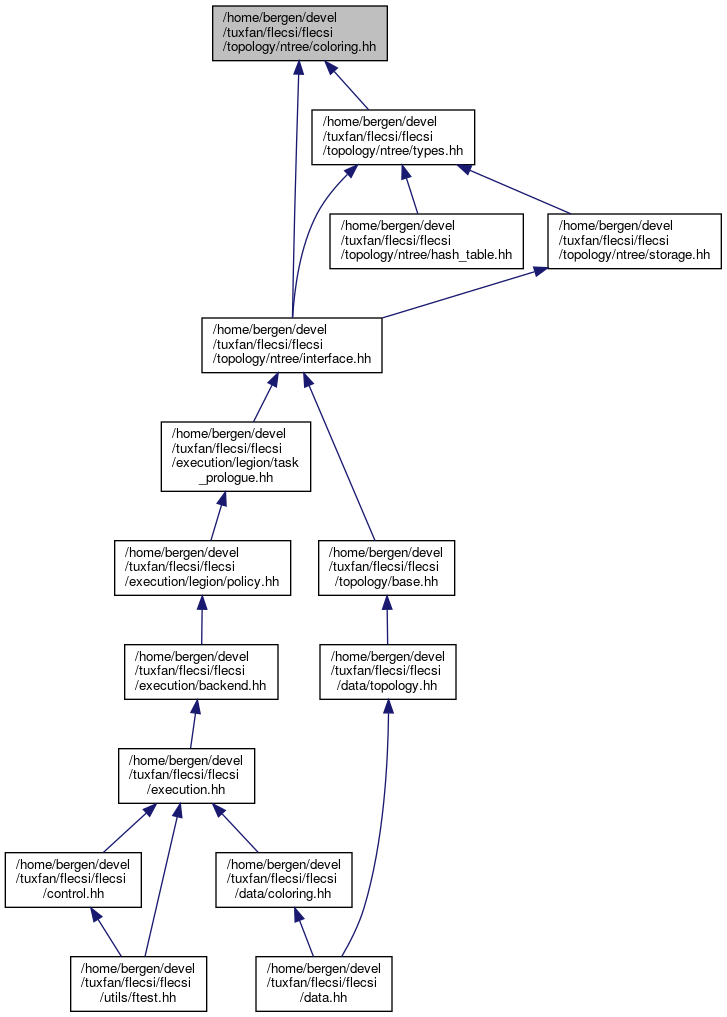 /home/bergen/devel
/tuxfan/flecsi/flecsi
/topology/ntree/coloring.hh
/home/bergen/devel
/tuxfan/flecsi/flecsi
/topology/ntree/types.hh
/home/bergen/devel
/tuxfan/flecsi/flecsi
/topology/ntree/hash_table.hh
/home/bergen/devel
/tuxfan/flecsi/flecsi
/topology/ntree/storage.hh
/home/bergen/devel
/tuxfan/flecsi/flecsi
/topology/ntree/interface.hh
/home/bergen/devel
/tuxfan/flecsi/flecsi
/execution/legion/task
_prologue.hh
/home/bergen/devel
/tuxfan/flecsi/flecsi
/execution/legion/policy.hh
/home/bergen/devel
/tuxfan/flecsi/flecsi
/topology/base.hh
/home/bergen/devel
/tuxfan/flecsi/flecsi
/execution/backend.hh
/home/bergen/devel
/tuxfan/flecsi/flecsi
/data/topology.hh
/home/bergen/devel
/tuxfan/flecsi/flecsi
/execution.hh
/home/bergen/devel
/tuxfan/flecsi/flecsi
/control.hh
/home/bergen/devel
/tuxfan/flecsi/flecsi
/data/coloring.hh
/home/bergen/devel
/tuxfan/flecsi/flecsi
/utils/ftest.hh
/home/bergen/devel
/tuxfan/flecsi/flecsi
/data.hh